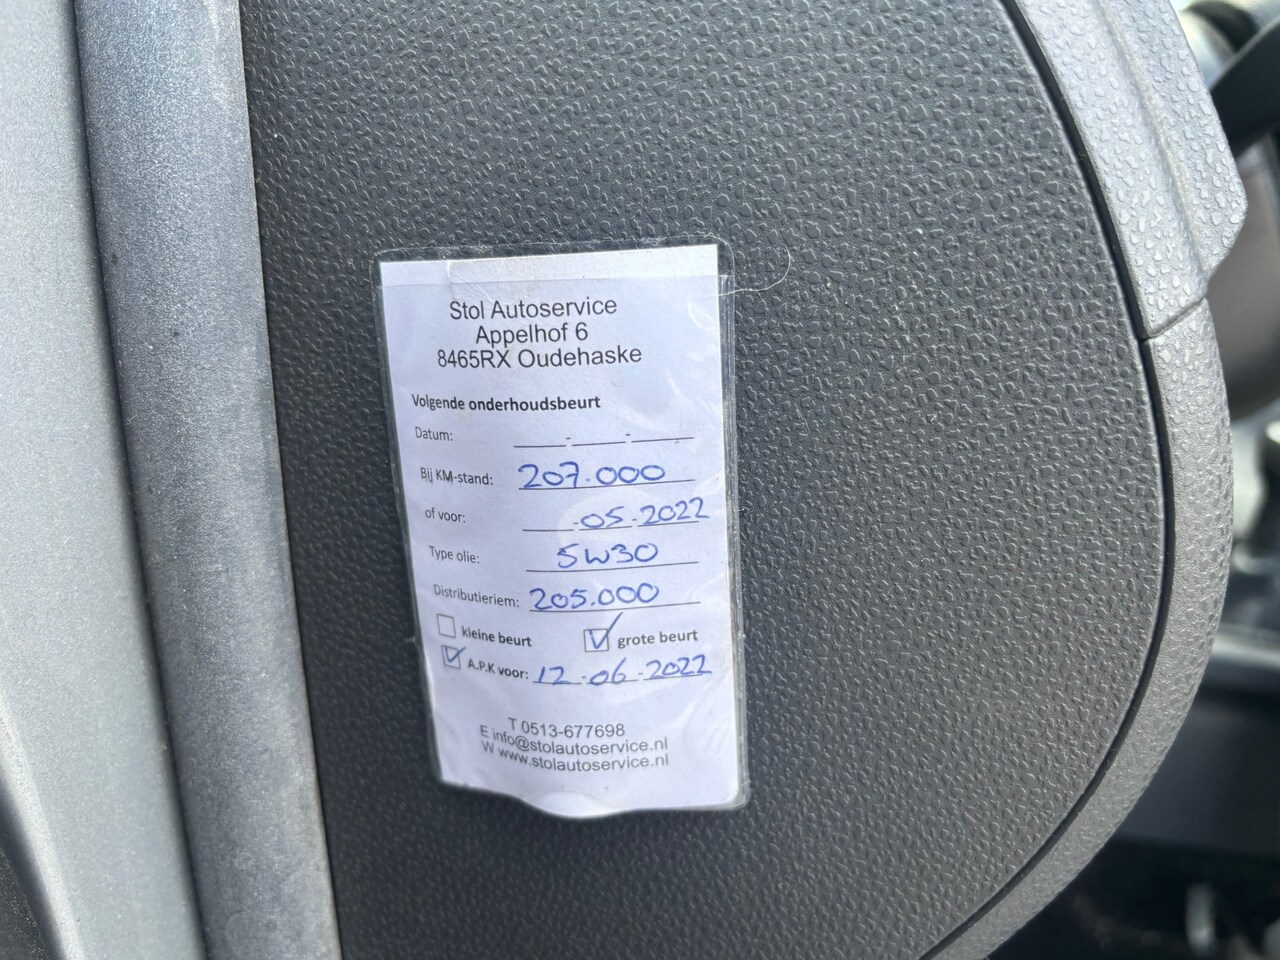 Stol Autoservice
Appelhof 6
8465RX Oudehaske
Volgende onderhoudsbeurt
Datum: - -
Bij KM-stand: 207.000
of voor: -05-2022
Type olie: 5W30
Distributieriem: 205.000
kleine beurt grote beurt
A.P.K voor: 12-06-2022
T 0513-677698
E info@stolautoservice.nl
W www.stolautoservice.nl